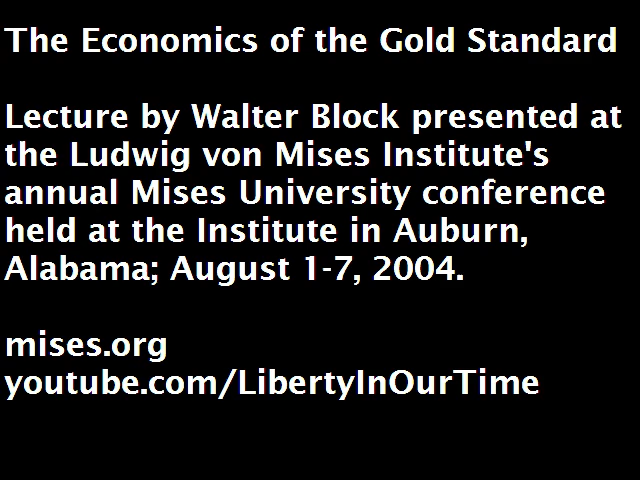 The Economics of the Gold Standard
Lecture by Walter Block presented at
the Ludwig von Mises Institute's
annual Mises University conference
held at the Institute in Auburn,
Alabama; August 1-7, 2004.
mises.org
youtube.com/LibertyInOurTime